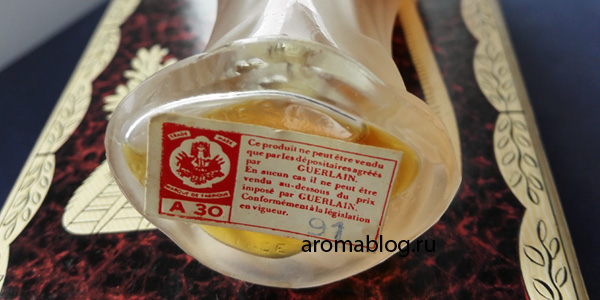 TRADE MARK
MARQUE DE FABRIQUE
A 30
Ce produit ne peut être vendu
que par les dépositaires agréés
par GUERLAIN.
En aucun cas il ne peut être
vendu au-dessous du prix
imposé par GUERLAIN.
Conformément à la législation
en vigueur.
91
aromablog.ru